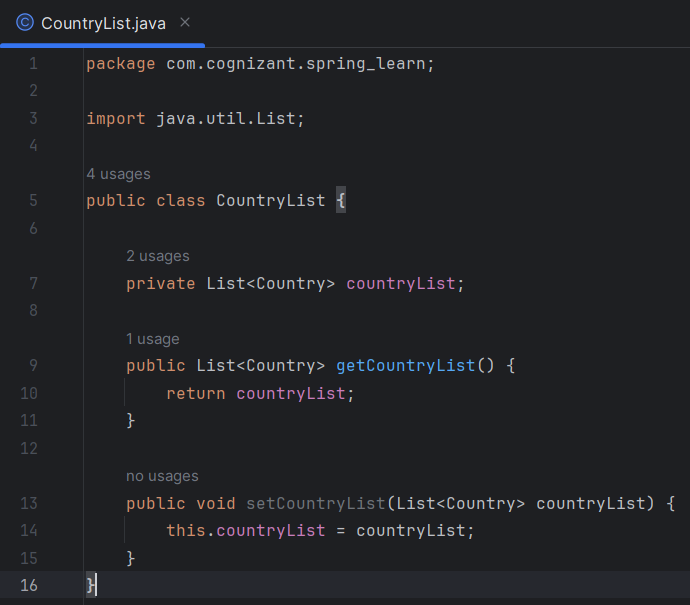 CountryList.java
1 package com.cognizant.spring_learn;
2
3 import java.util.List;
4
4 usages
5 public class CountryList {
6
2 usages
7 private List<Country> countryList;
8
1 usage
9 public List<Country> getCountryList() {
10 return countryList;
11 }
12
no usages
13 public void setCountryList(List<Country> countryList) {
14 this.countryList = countryList;
15 }
16 }